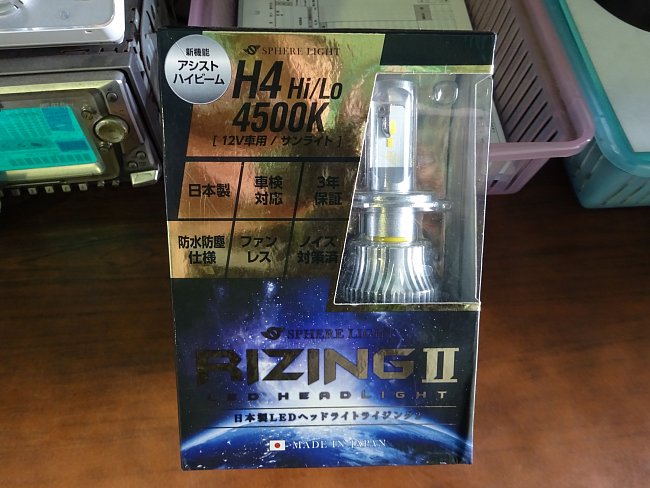 SPHERE LIGHT
新機能
アシスト
ハイビーム
H4 Hi/Lo
4500K
[ 12V車用 / サンライト ]
日本製
車検
対応
3年
保証
防水防塵
仕様
ファン
レス
ノイズ
対策済
SPHERE LIGHT
RIZING II
LED HEADLIGHT
日本製LEDヘッドライトライジング2
MADE IN JAPAN